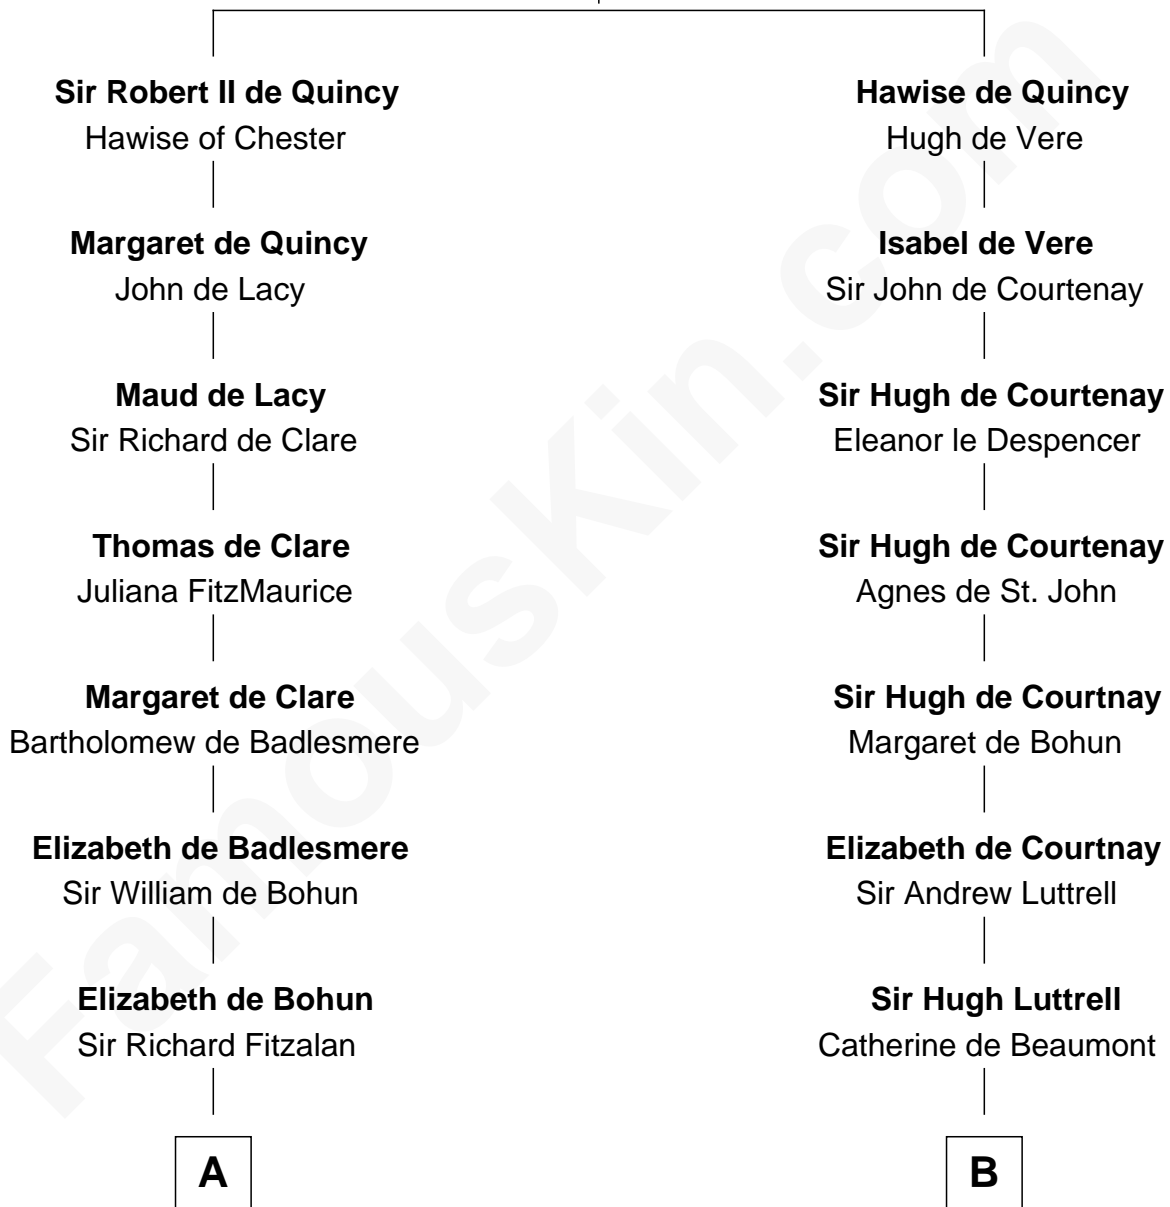 Sir Robert II de Quincy
Hawise of Chester
Margaret de Quincy
John de Lacy
Maud de Lacy
Sir Richard de Clare
Thomas de Clare
Juliana FitzMaurice
Margaret de Clare
Bartholomew de Badlesmere
Elizabeth de Badlesmere
Sir William de Bohun
Elizabeth de Bohun
Sir Richard Fitzalan
A
Hawise de Quincy
Hugh de Vere
Isabel de Vere
Sir John de Courtenay
Sir Hugh de Courtenay
Eleanor le Despencer
Sir Hugh de Courtenay
Agnes de St. John
Sir Hugh de Courtnay
Margaret de Bohun
Elizabeth de Courtnay
Sir Andrew Luttrell
Sir Hugh Luttrell
Catherine de Beaumont
B
FamousKin.com